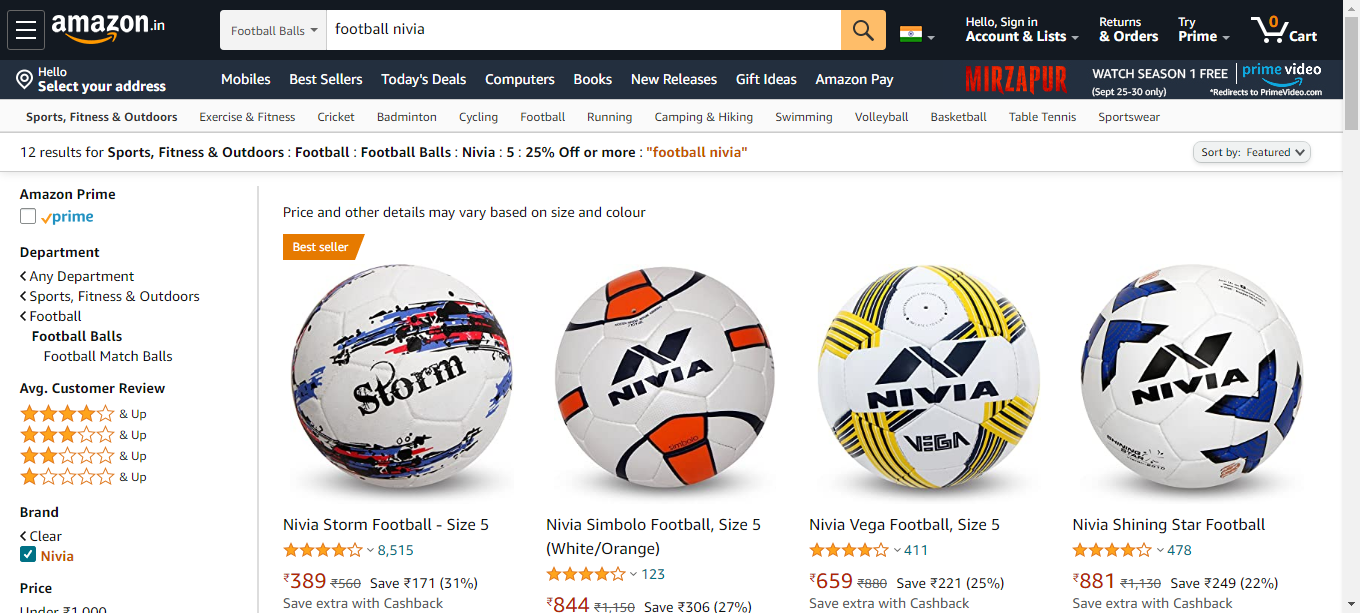 amazon.in
Football Balls
football nivia
Hello, Sign in
Account & Lists
Returns
& Orders
Try
Prime
0
Cart
Hello
Select your address
Mobiles Best Sellers Today's Deals Computers Books New Releases Gift Ideas Amazon Pay
MIRZAPUR
WATCH SEASON 1 FREE
(Sept 25-30 only)
prime video
*Redirects to PrimeVideo.com
Sports, Fitness & Outdoors Exercise & Fitness Cricket Badminton Cycling Football Running Camping & Hiking Swimming Volleyball Basketball Table Tennis Sportswear
12 results for Sports, Fitness & Outdoors : Football : Football Balls : Nivia : 5 : 25% Off or more : "football nivia"
Sort by: Featured
Amazon Prime
prime
Department
Any Department
Sports, Fitness & Outdoors
Football
Football Balls
Football Match Balls
Avg. Customer Review
& Up
& Up
& Up
& Up
Brand
Clear
Nivia
Price
Under ₹1,000
Price and other details may vary based on size and colour
Best seller
Storm
Nivia Storm Football - Size 5
8,515
₹389 ₹560 Save ₹171 (31%)
Save extra with Cashback
NIVIA
simbolo
Nivia Simbolo Football, Size 5
(White/Orange)
123
₹844 ₹1,150 Save ₹306 (27%)
NIVIA
VEGA
Nivia Vega Football, Size 5
411
₹659 ₹880 Save ₹221 (25%)
Save extra with Cashback
NIVIA
SHINING
STAR
Nivia Shining Star Football
478
₹881 ₹1,130 Save ₹249 (22%)
Save extra with Cashback